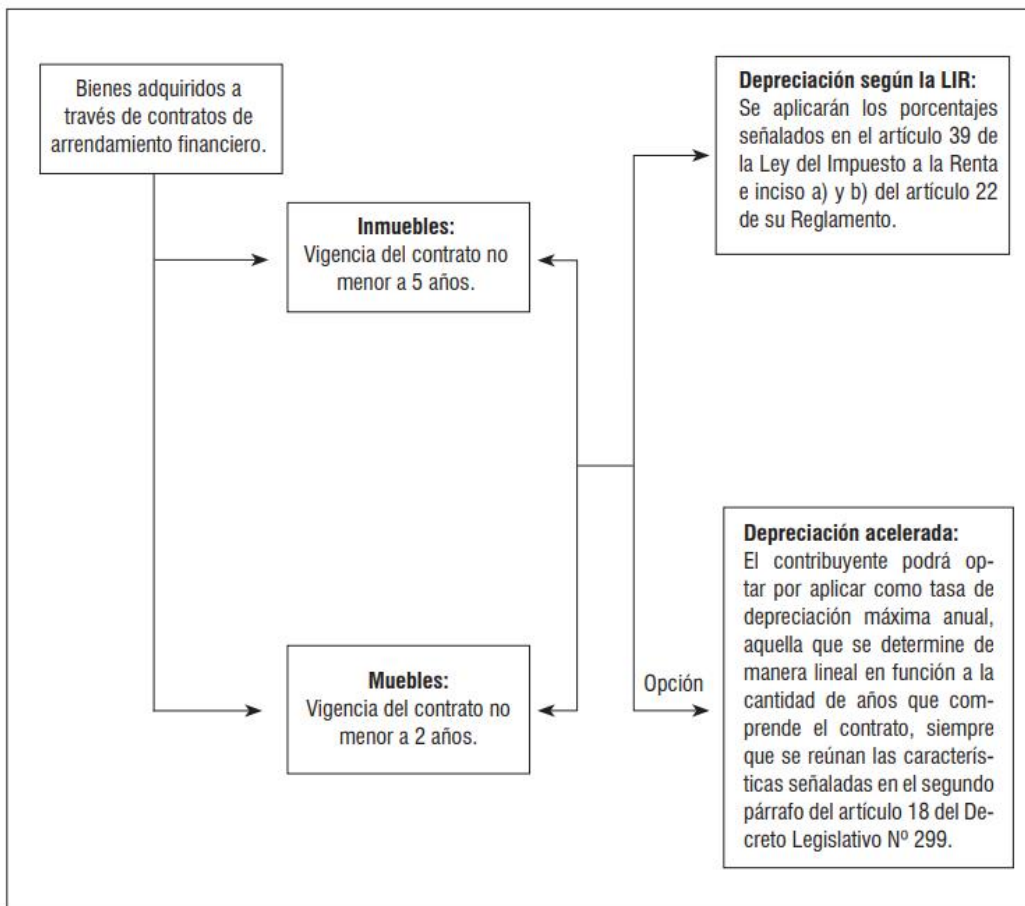 Bienes adquiridos a
través de contratos de
arrendamiento financiero.
Inmuebles:
Vigencia del contrato no
menor a 5 años.
Muebles:
Vigencia del contrato no
menor a 2 años.
Depreciación según la LIR:
Se aplicarán los porcentajes
señalados en el artículo 39 de
la Ley del Impuesto a la Renta
e inciso a) y b) del artículo 22
de su Reglamento.
Opción
Depreciación acelerada:
El contribuyente podrá op-
tar por aplicar como tasa de
depreciación máxima anual,
aquella que se determine de
manera lineal en función a la
cantidad de años que com-
prende el contrato, siempre
que se reúnan las caracterís-
ticas señaladas en el segundo
párrafo del artículo 18 del De-
creto Legislativo Nº 299.